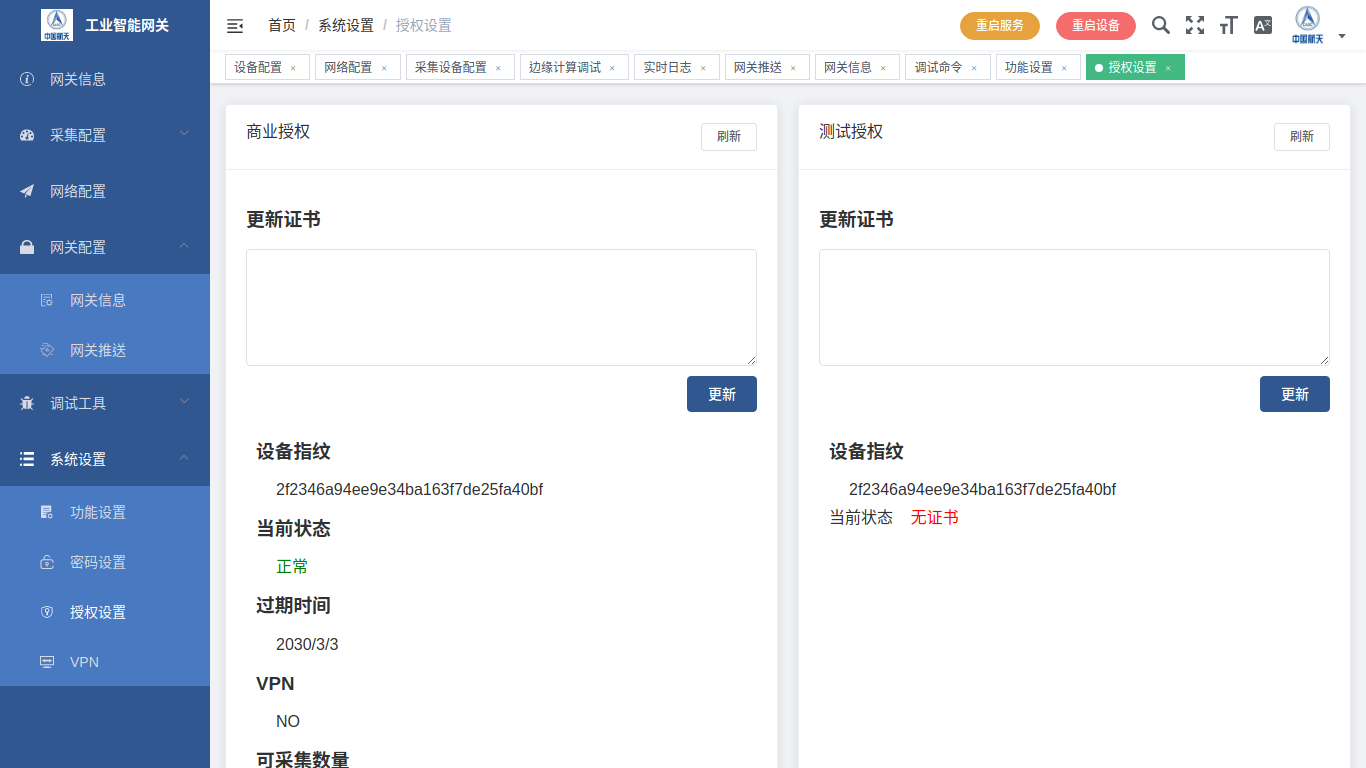 中国航天
工业智能网关
网关信息
采集配置
网络配置
网关配置
网关信息
网关推送
调试工具
系统设置
功能设置
密码设置
授权设置
VPN
首页 / 系统设置 / 授权设置
重启服务 重启设备 中国航天
设备配置 × 网络配置 × 采集设备配置 × 边缘计算调试 × 实时日志 × 网关推送 × 网关信息 × 调试命令 × 功能设置 × 授权设置 ×
商业授权 刷新
更新证书
更新
设备指纹
2f2346a94ee9e34ba163f7de25fa40bf
当前状态
正常
过期时间
2030/3/3
VPN
NO
可采集数量
测试授权 刷新
更新证书
更新
设备指纹
2f2346a94ee9e34ba163f7de25fa40bf
当前状态 无证书